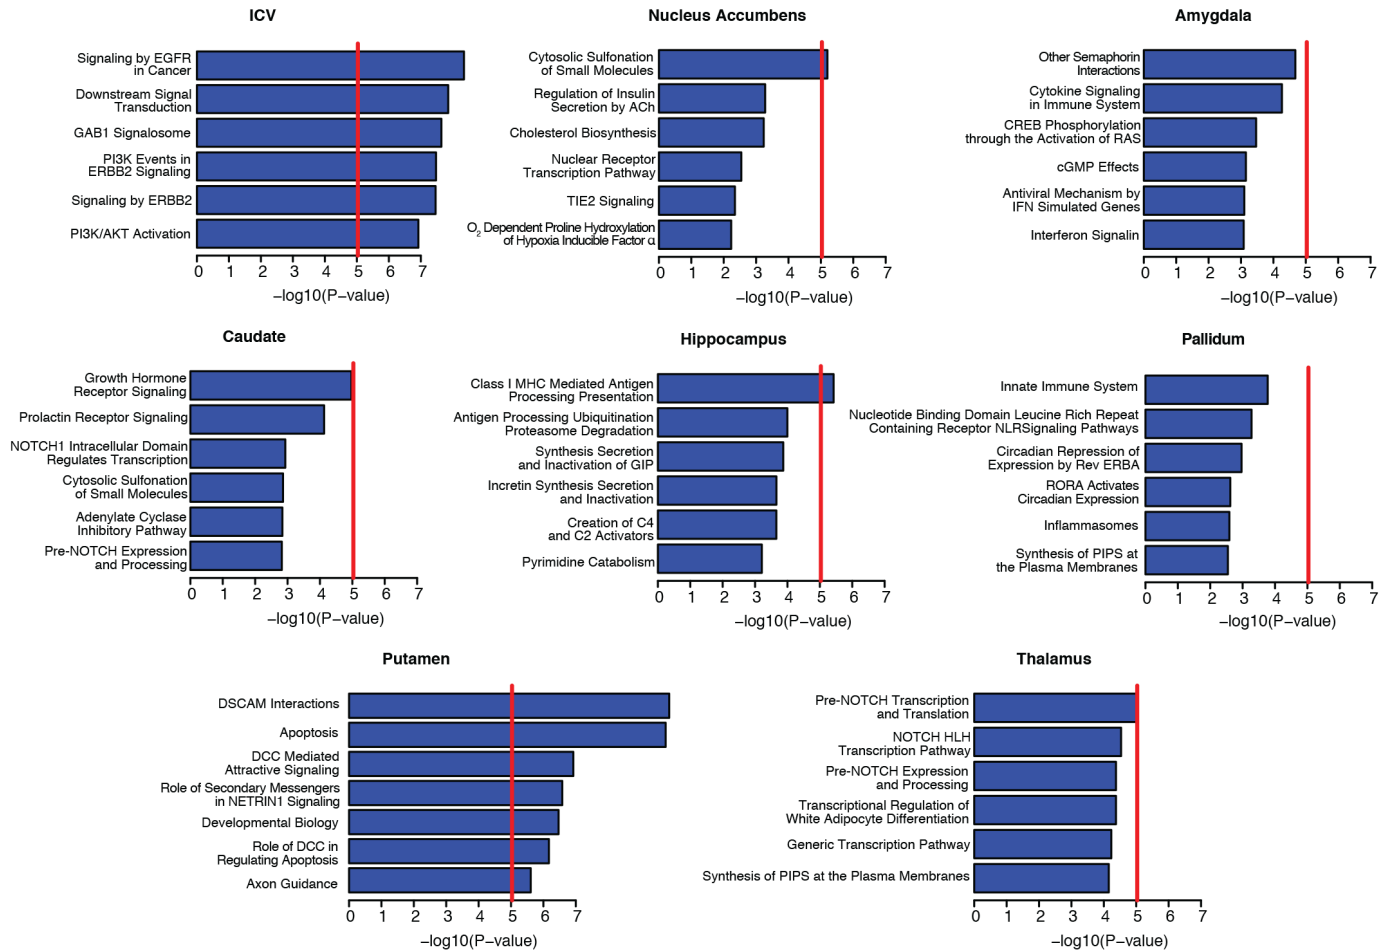 ICV
Signaling by EGFR
in Cancer
Downstream Signal
Transduction
GAB1 Signalosome
PI3K Events in
ERBB2 Signaling
Signaling by ERBB2
PI3K/AKT Activation
0 1 2 3 4 5 6 7
−log10(P−value)
Nucleus Accumbens
Cytosolic Sulfonation
of Small Molecules
Regulation of Insulin
Secretion by ACh
Cholesterol Biosynthesis
Nuclear Receptor
Transcription Pathway
TIE2 Signaling
O2 Dependent Proline Hydroxylation
of Hypoxia Inducible Factor α
0 1 2 3 4 5 6 7
−log10(P−value)
Amygdala
Other Semaphorin
Interactions
Cytokine Signaling
in Immune System
CREB Phosphorylation
through the Activation of RAS
cGMP Effects
Antiviral Mechanism by
IFN Simulated Genes
Interferon Signalin
0 1 2 3 4 5 6 7
−log10(P−value)
Caudate
Growth Hormone
Receptor Signaling
Prolactin Receptor Signaling
NOTCH1 Intracellular Domain
Regulates Transcription
Cytosolic Sulfonation
of Small Molecules
Adenylate Cyclase
Inhibitory Pathway
Pre-NOTCH Expression
and Processing
0 1 2 3 4 5 6 7
−log10(P−value)
Hippocampus
Class I MHC Mediated Antigen
Processing Presentation
Antigen Processing Ubiquitination
Proteasome Degradation
Synthesis Secretion
and Inactivation of GIP
Incretin Synthesis Secretion
and Inactivation
Creation of C4
and C2 Activators
Pyrimidine Catabolism
0 1 2 3 4 5 6 7
−log10(P−value)
Pallidum
Innate Immune System
Nucleotide Binding Domain Leucine Rich Repeat
Containing Receptor NLRSignaling Pathways
Circadian Repression of
Expression by Rev ERBA
RORA Activates
Circadian Expression
Inflammasomes
Synthesis of PIPS at
the Plasma Membranes
0 1 2 3 4 5 6 7
−log10(P−value)
Putamen
DSCAM Interactions
Apoptosis
DCC Mediated
Attractive Signaling
Role of Secondary Messengers
in NETRIN1 Signaling
Developmental Biology
Role of DCC in
Regulating Apoptosis
Axon Guidance
0 1 2 3 4 5 6 7
−log10(P−value)
Thalamus
Pre-NOTCH Transcription
and Translation
NOTCH HLH
Transcription Pathway
Pre-NOTCH Expression
and Processing
Transcriptional Regulation of
White Adipocyte Differentiation
Generic Transcription Pathway
Synthesis of PIPS at the Plasma Membranes
0 1 2 3 4 5 6 7
−log10(P−value)